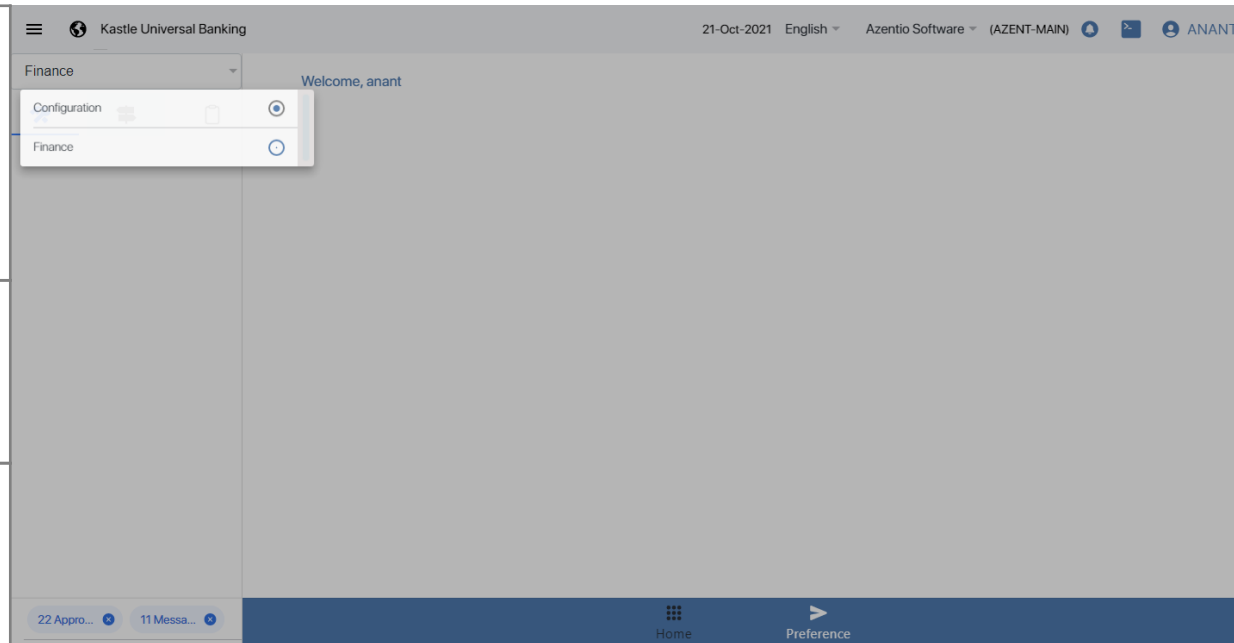 Kastle Universal Banking
21-Oct-2021 English Azentio Software (AZENT-MAIN) ANANT
Finance
Welcome, anant
Configuration
Finance
22 Appro... 11 Messa...
Home Preference